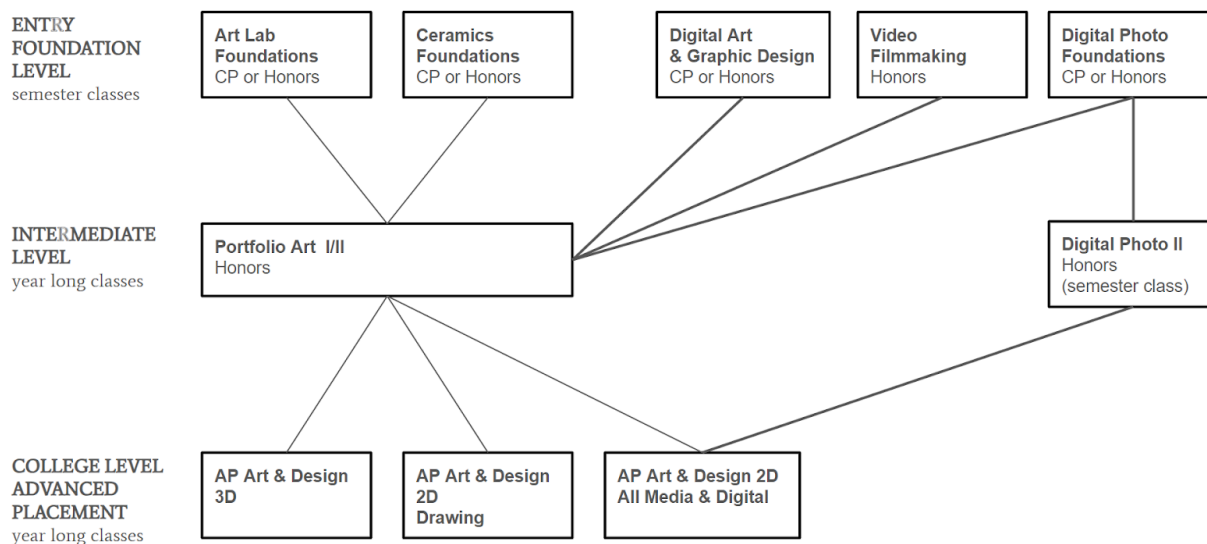 ENTRY
FOUNDATION
LEVEL
semester classes
Art Lab
Foundations
CP or Honors
Ceramics
Foundations
CP or Honors
Digital Art
& Graphic Design
CP or Honors
Video
Filmmaking
Honors
Digital Photo
Foundations
CP or Honors
INTERMEDIATE
LEVEL
year long classes
Portfolio Art I/II
Honors
Digital Photo II
Honors
(semester class)
COLLEGE LEVEL
ADVANCED
PLACEMENT
year long classes
AP Art & Design
3D
AP Art & Design
2D
Drawing
AP Art & Design 2D
All Media & Digital